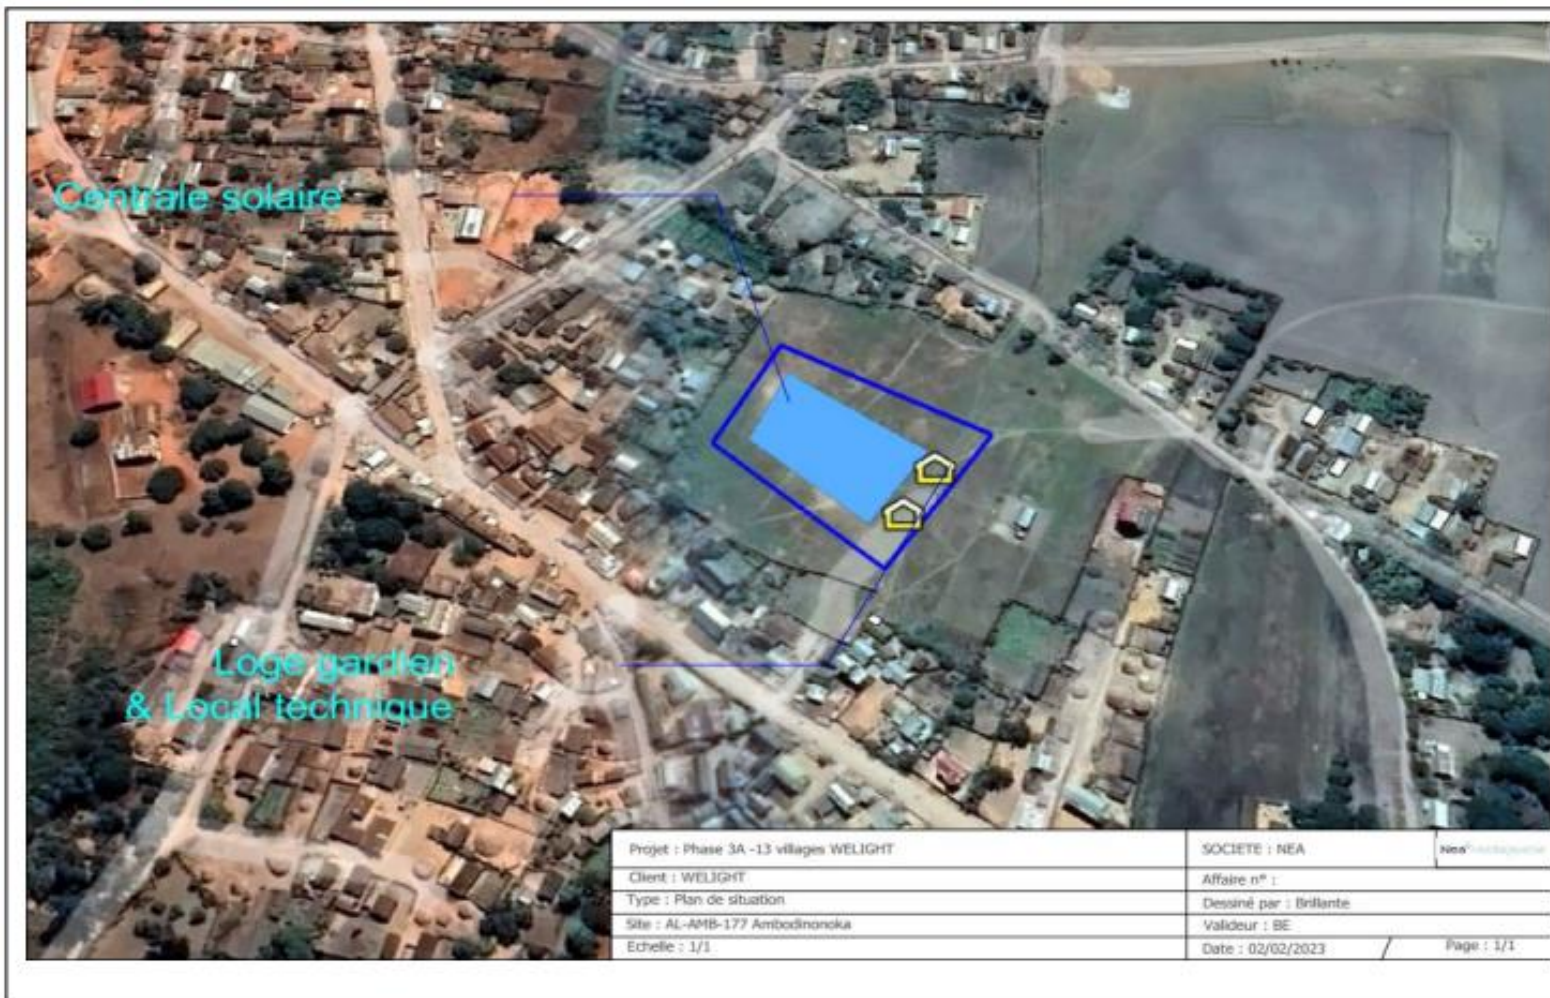 Centrale solaire
Loge gardien
& Local technique
Projet : Phase 3A -13 villages WELIGHT
SOCIETE : NEA
Nea
Client : WELIGHT
Affaire n° :
Type : Plan de situation
Dessiné par : Brillante
Site : AL-AMB-177 Ambodinonoka
Valideur : BE
Echelle : 1/1
Date : 02/02/2023
Page : 1/1